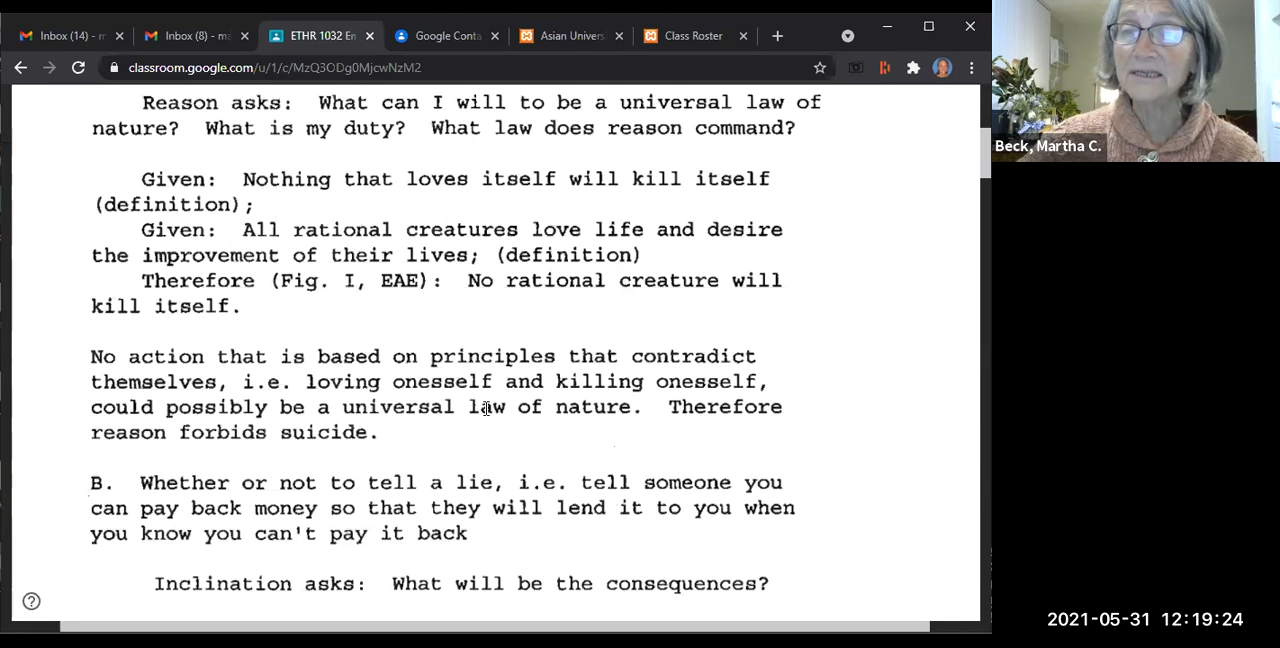 Inbox (14) - m
Inbox (8) - ma
ETHR 1032 En
Google Conta
Asian Univers
Class Roster
classroom.google.com/u/1/c/MzQ3ODg0MjcwNzM2
Reason asks: What can I will to be a universal law of
nature? What is my duty? What law does reason command?
Given: Nothing that loves itself will kill itself
(definition);
Given: All rational creatures love life and desire
the improvement of their lives; (definition)
Therefore (Fig. I, EAE): No rational creature will
kill itself.
No action that is based on principles that contradict
themselves, i.e. loving onesself and killing onesself,
could possibly be a universal law of nature. Therefore
reason forbids suicide.
B. Whether or not to tell a lie, i.e. tell someone you
can pay back money so that they will lend it to you when
you know you can't pay it back
Inclination asks: What will be the consequences?
Beck, Martha C.
2021-05-31 12:19:24